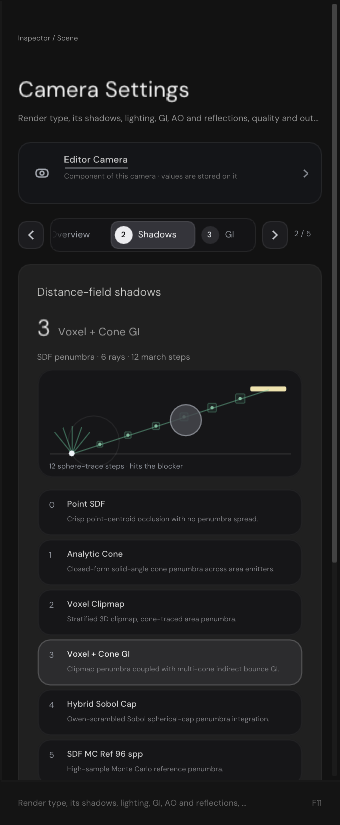 Inspector / Scene
Camera Settings
Render type, its shadows, lighting, GI, AO and reflections, quality and out...
Editor Camera
Component of this camera · values are stored on it
Overview
2 Shadows
3 GI
2 / 5
Distance-field shadows
3 Voxel + Cone GI
SDF penumbra · 6 rays · 12 march steps
12 sphere-trace steps · hits the blocker
0 Point SDF
Crisp point-centroid occlusion with no penumbra spread.
1 Analytic Cone
Closed-form solid-angle cone penumbra across area emitters.
2 Voxel Clipmap
Stratified 3D clipmap, cone-traced area penumbra.
3 Voxel + Cone GI
Clipmap penumbra coupled with multi-cone indirect bounce GI.
4 Hybrid Sobol Cap
Owen-scrambled Sobol spherical-cap penumbra integration.
5 SDF MC Ref 96 spp
High-sample Monte Carlo reference penumbra.
Render type, its shadows, lighting, GI, AO and reflections, ...
F11